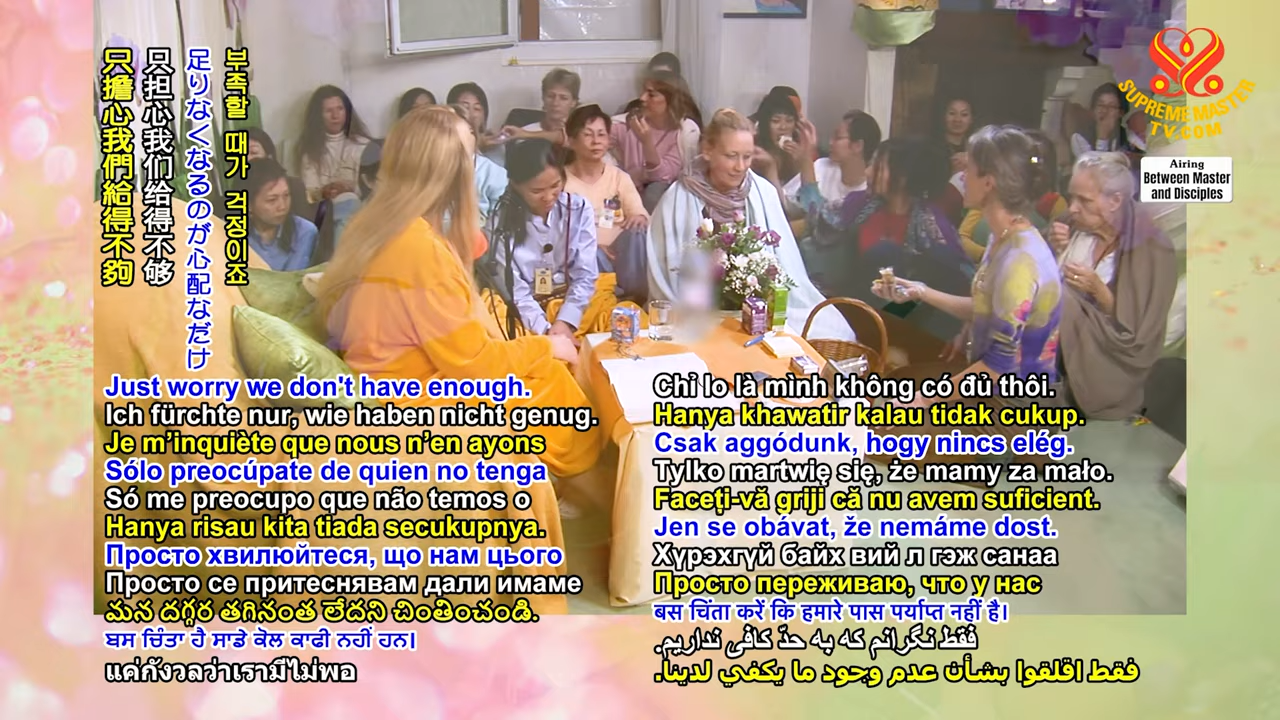 只擔心我們給得不夠
只担心我们给得不够
足りなくなるのが心配なだけ
부족할 때가 걱정이죠
SUPREME MASTER
TV.COM
Airing
Between Master
and Disciples
Just worry we don't have enough.
Ich fürchte nur, wie haben nicht genug.
Je m’inquiète que nous n’en ayons
Sólo preocúpate de quien no tenga
Só me preocupo que não temos o
Hanya risau kita tiada secukupnya.
Просто хвилюйтеся, що нам цього
Просто се притеснявам дали имаме
మన దగ్గర తగినంత లేదని చింతించండి.
ਬਸ ਚਿੰਤਾ ਹੈ ਸਾਡੇ ਕੋਲ ਕਾਫੀ ਨਹੀਂ ਹਨ।
แค่กังวลว่าเรามีไม่พอ
Chỉ lo là mình không có đủ thôi.
Hanya khawatir kalau tidak cukup.
Csak aggódunk, hogy nincs elég.
Tylko martwię się, że mamy za mało.
Faceți-vă griji că nu avem suficient.
Jen se obávat, že nemáme dost.
Хүрэхгүй байх вий л гэж санаа
Просто переживаю, что у нас
बस चिंता करें कि हमारे पास पर्याप्त नहीं है।
فقط نگرانم که به حدّ کافی نداریم.
فقط اقلقوا بشأن عدم وجود ما يكفي لدينا.